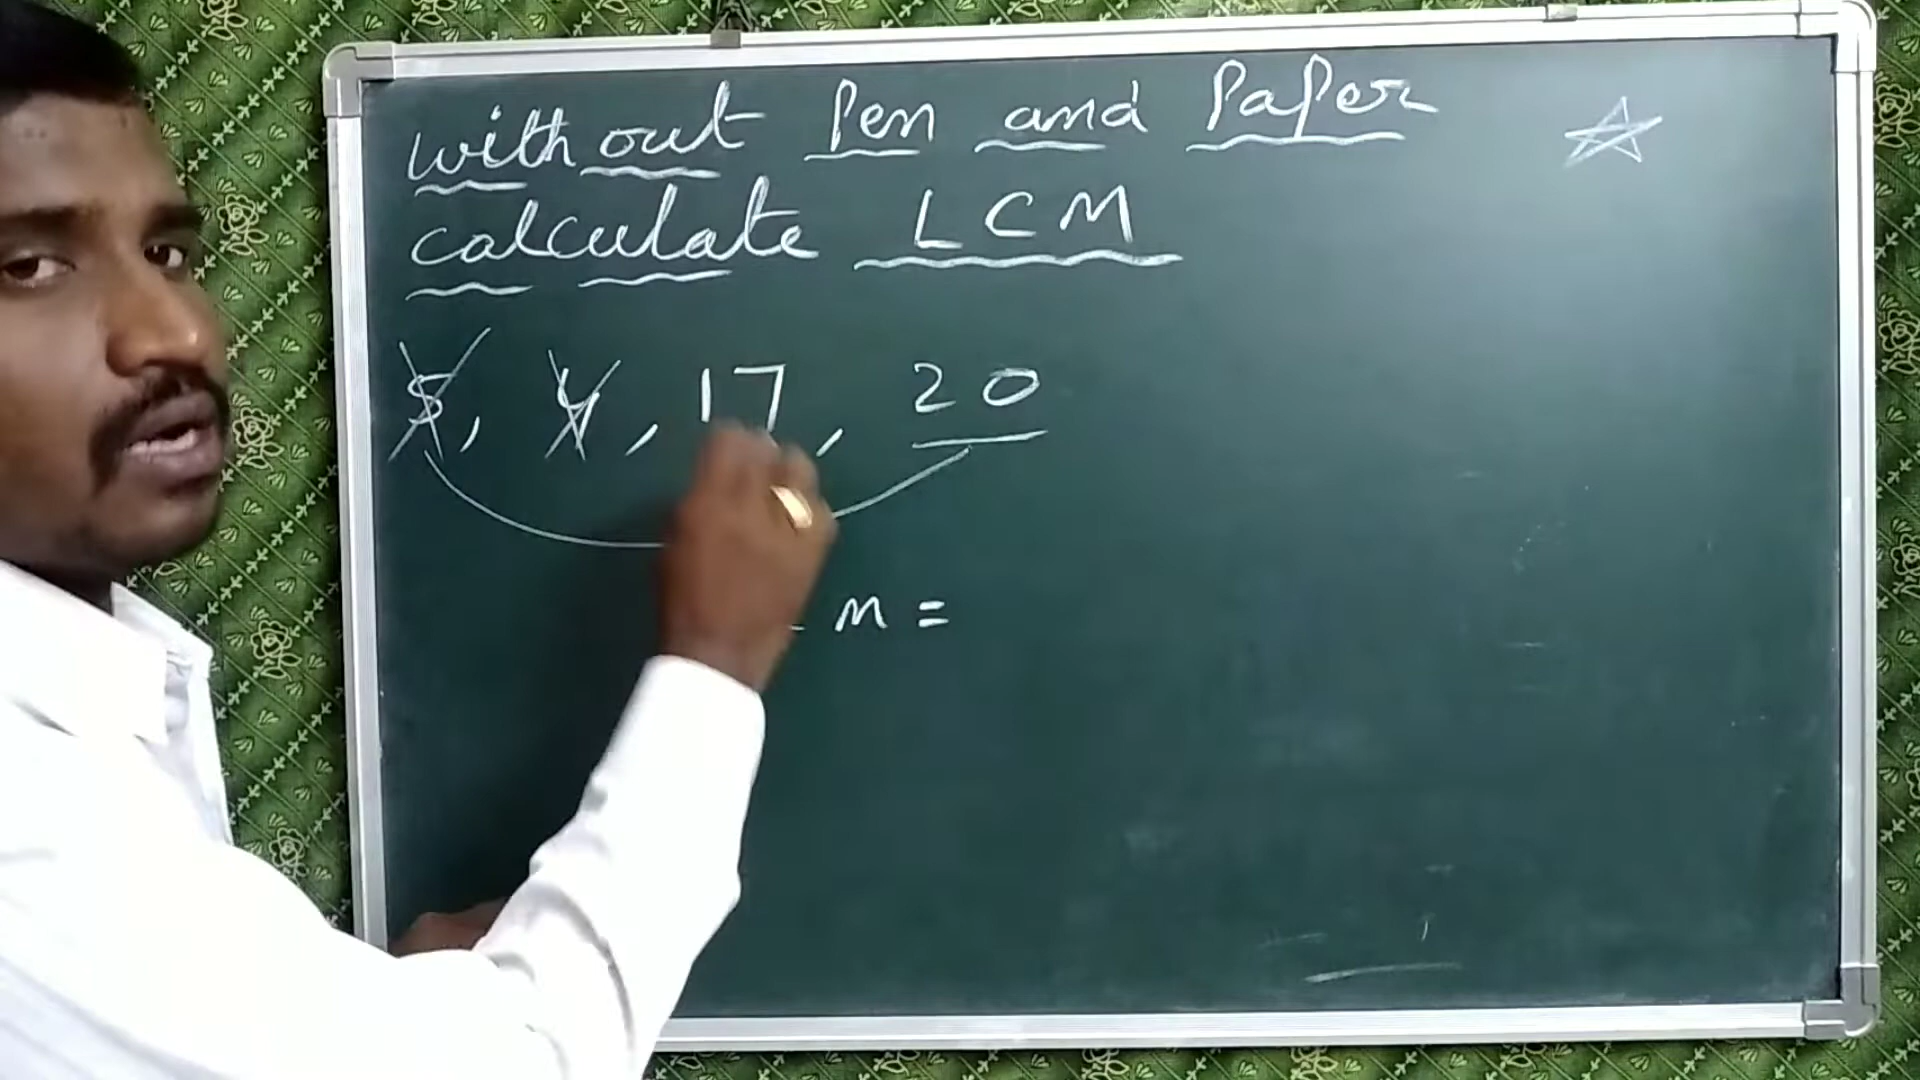 without Pen and Paper
calculate LCM
5, 4, 17, 20
M =